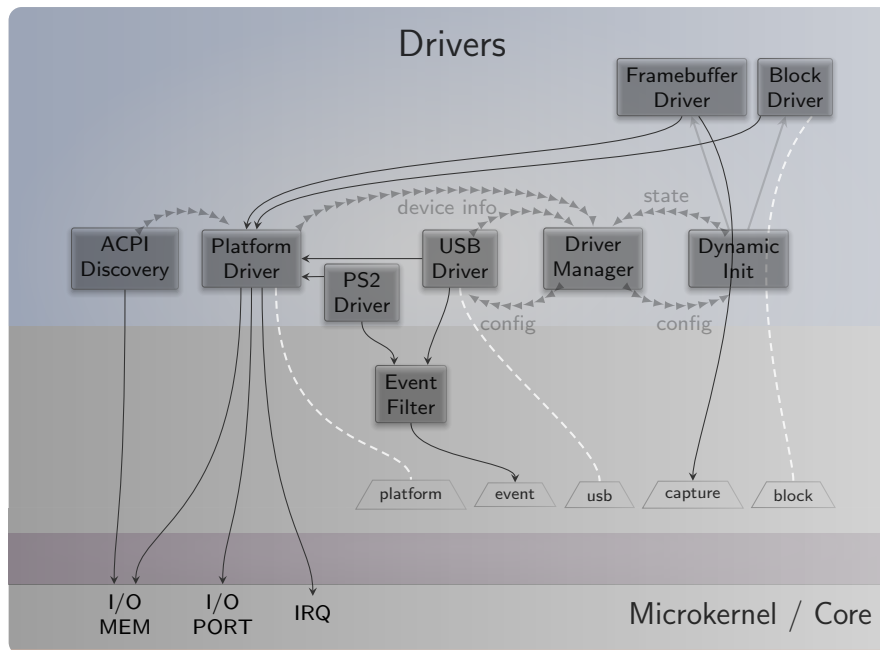 Drivers
Framebuffer
Driver
Block
Driver
state
device info
ACPI
Discovery
Platform
Driver
USB
Driver
Driver
Manager
Dynamic
Init
PS2
Driver
config
config
Event
Filter
platform
event
usb
capture
block
I/O
MEM
I/O
PORT
IRQ
Microkernel / Core